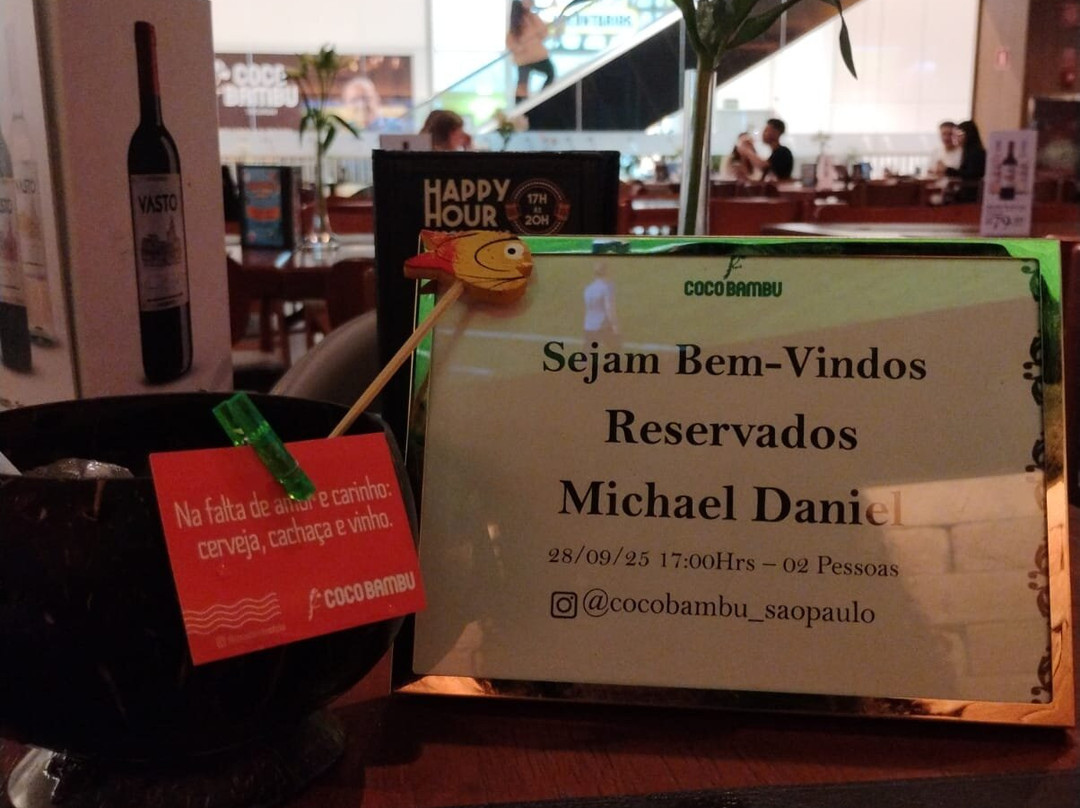 COCO
BAMBU
VASTO
HAPPY
HOUR
17H
às
20H
COCO BAMBU
Sejam Bem-Vindos
Reservados
Michael Daniel
28/09/25 17:00Hrs – 02 Pessoas
@cocobambu_saopaulo
Na falta de amor e carinho:
cerveja, cachaça e vinho.
COCO BAMBU